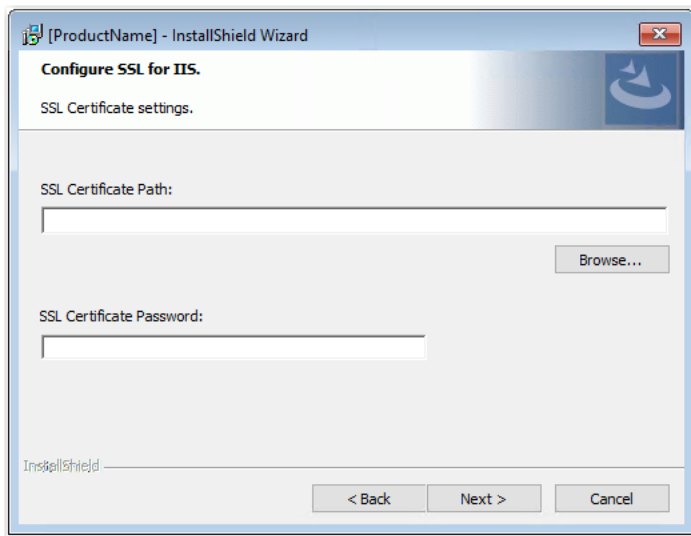 [ProductName] - InstallShield Wizard
Configure SSL for IIS.
SSL Certificate settings.
SSL Certificate Path:
Browse...
SSL Certificate Password:
InstallShield
< Back
Next >
Cancel